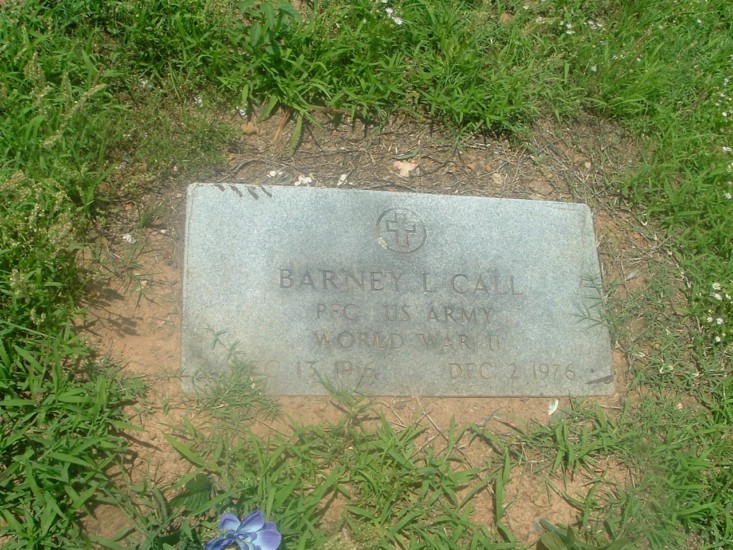 BARNEY L CALL
PFC US ARMY
WORLD WAR II
DEC 2 1976